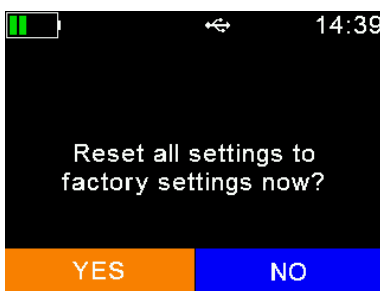 14:39
Reset all settings to
factory settings now?
YES
NO